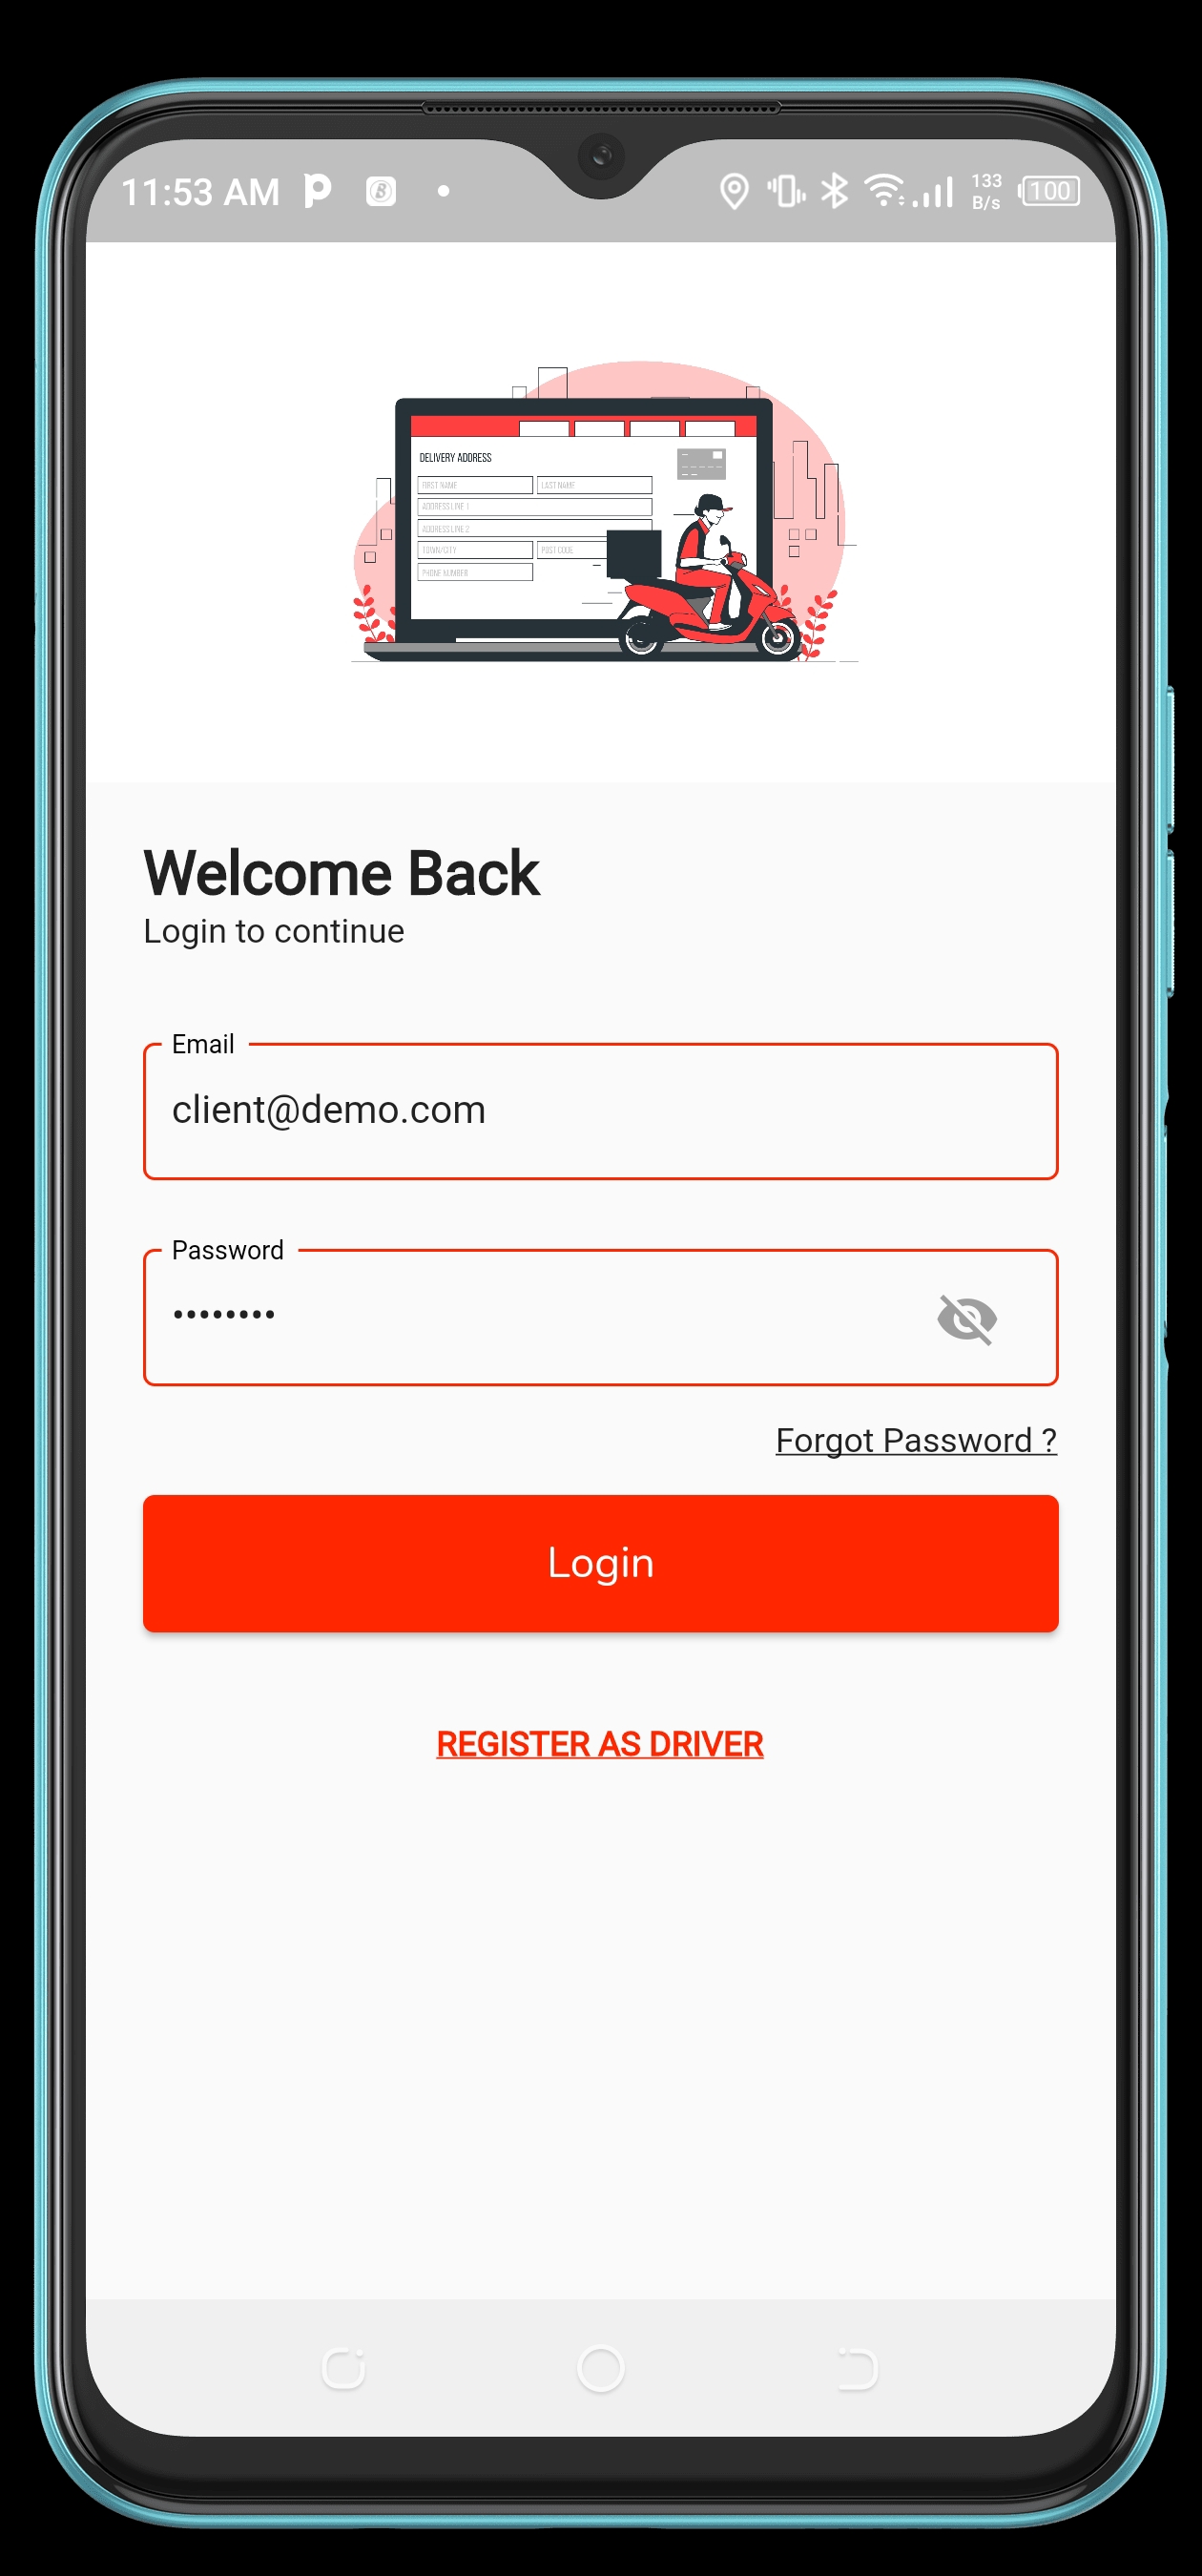 11:53 AM
133
B/s
100
DELIVERY ADDRESS
FIRST NAME LAST NAME
ADDRESS LINE 1
ADDRESS LINE 2
TOWN/CITY POST CODE
PHONE NUMBER
Welcome Back
Login to continue
Email
client@demo.com
Password
••••••••
Forgot Password ?
Login
REGISTER AS DRIVER